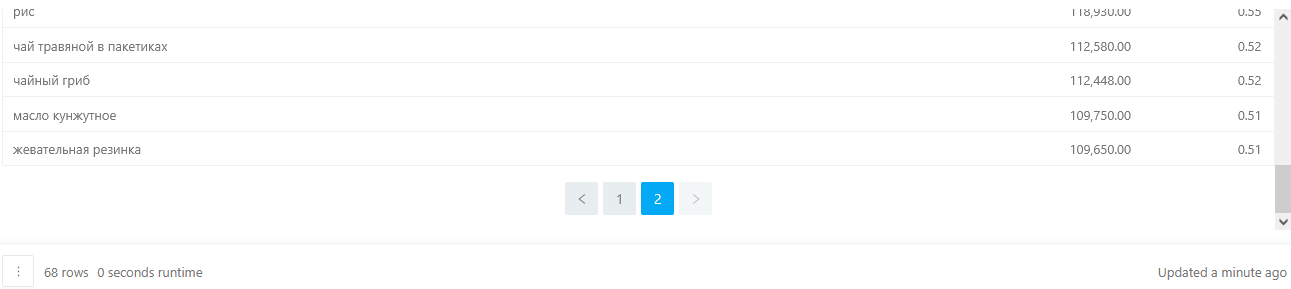 рис 118,930.00 0.55
чай травяной в пакетиках 112,580.00 0.52
чайный гриб 112,448.00 0.52
масло кунжутное 109,750.00 0.51
жевательная резинка 109,650.00 0.51
< 1 2 >
68 rows 0 seconds runtime Updated a minute ago